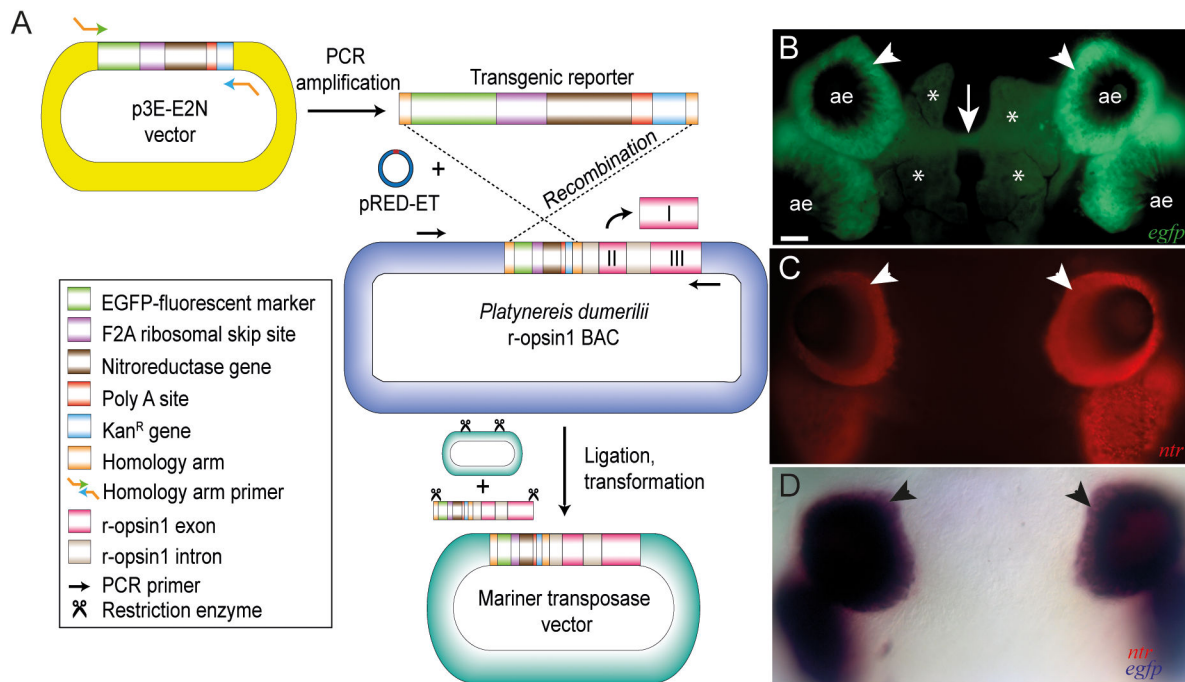 A
PCR
amplification
p3E-E2N
vector
Transgenic reporter
pRED-ET
+
Recombination
I
II
III
Platynereis dumerilii
r-opsin1 BAC
EGFP-fluorescent marker
F2A ribosomal skip site
Nitroreductase gene
Poly A site
Kan^R gene
Homology arm
Homology arm primer
r-opsin1 exon
r-opsin1 intron
PCR primer
Restriction enzyme
+
Ligation,
transformation
Mariner transposase
vector
B
ae
ae
*
*
*
*
ae
ae
egfp
C
ntr
D
ntr
egfp